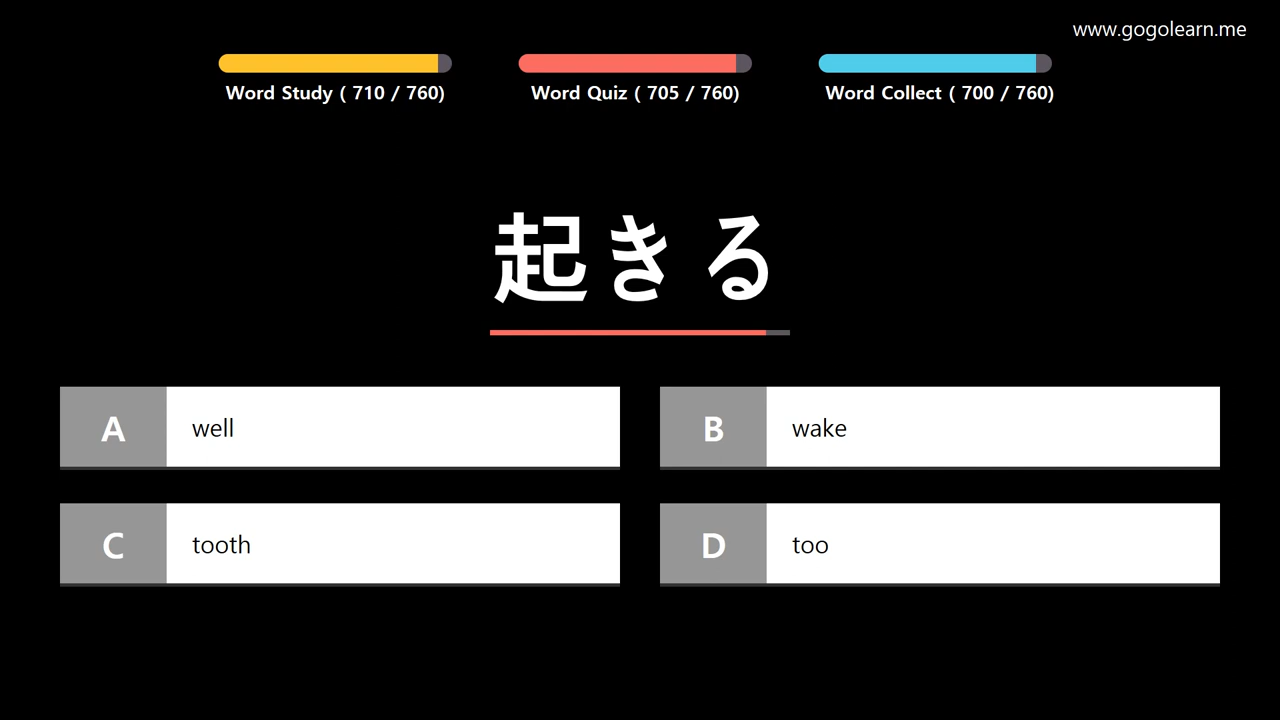 www.gogolearn.me
Word Study ( 710 / 760)
Word Quiz ( 705 / 760)
Word Collect ( 700 / 760)
起きる
A well
B wake
C tooth
D too